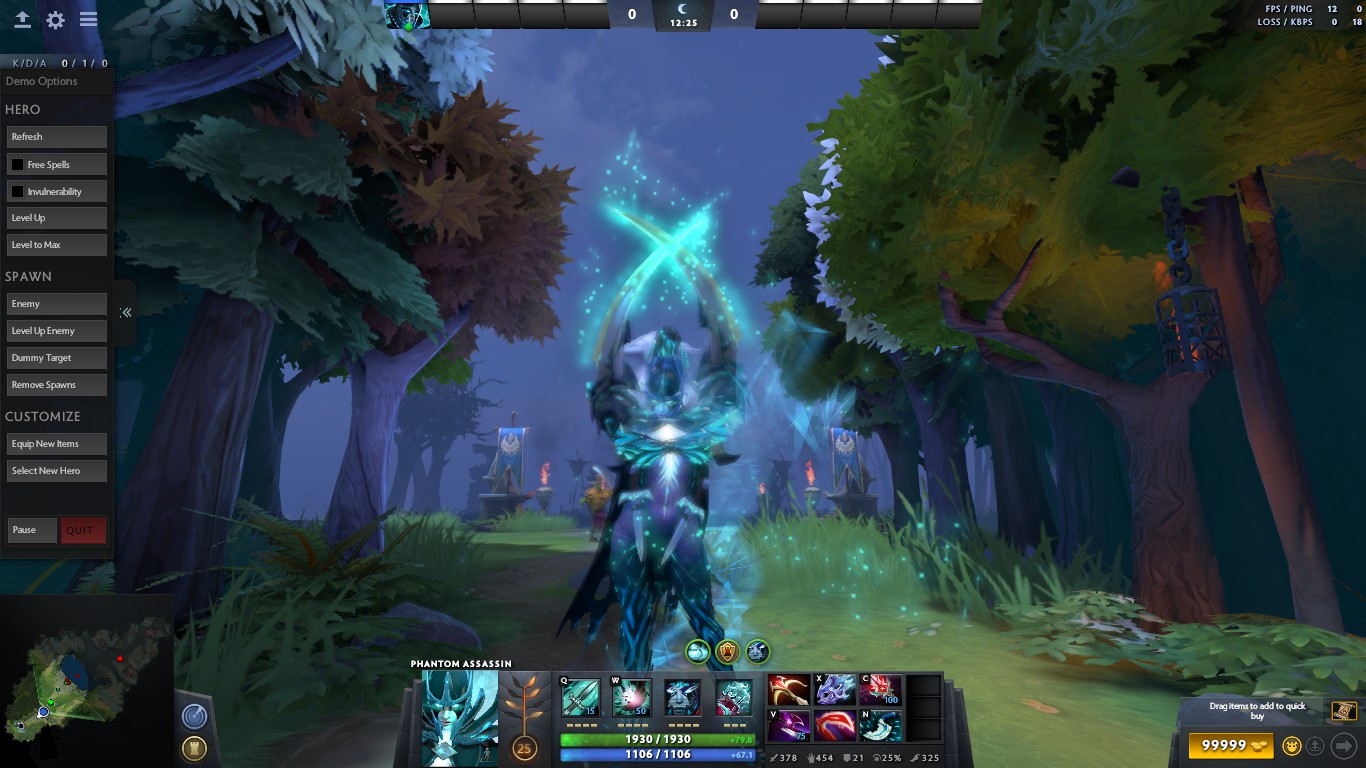 0
12:25
0
FPS / PING 12 0
LOSS / KBPS 0 18
K/D/A 0 / 1 / 0
Demo Options
HERO
Refresh
Free Spells
Invulnerability
Level Up
Level to Max
SPAWN
Enemy
Level Up Enemy
Dummy Target
Remove Spawns
CUSTOMIZE
Equip New Items
Select New Hero
Pause QUIT
PHANTOM ASSASSIN
Q 15 W 50
X C 100
V 75 N
25
1930 / 1930 +79.8
1106 / 1106 +67.1
378 454 21 25% 325
Drag items to add to quick
buy
99999